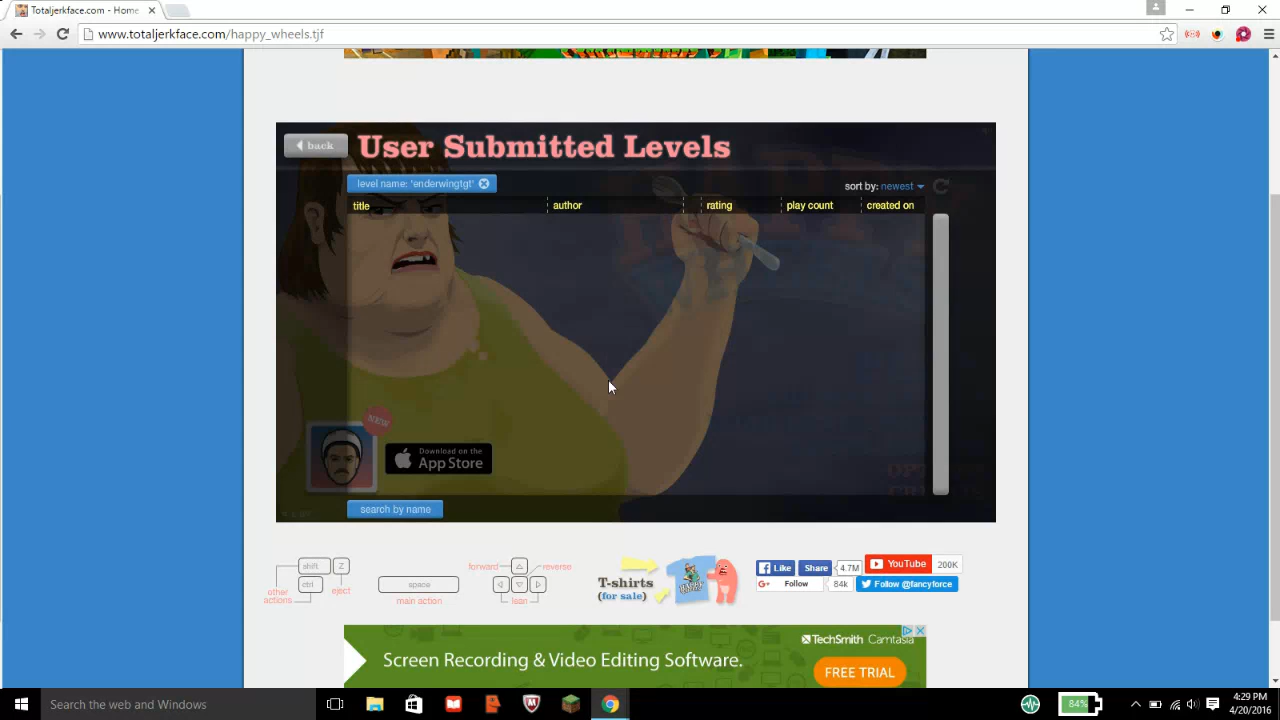 Totaljerkface.com - Home
www.totaljerkface.com/happy_wheels.tjf
back
User Submitted Levels
level name: 'enderwingtgt'
sort by: newest
title author rating play count created on
NEW
Download on the
App Store
search by name
shift Z
ctrl
other
actions
eject
space
main action
forward reverse
lean
T-shirts
(for sale)
Like Share 4.7M
YouTube 200K
G+ Follow 84k
Follow @fancyforce
TechSmith Camtasia
Screen Recording & Video Editing Software.
FREE TRIAL
Search the web and Windows
84%
4:29 PM
4/20/2016